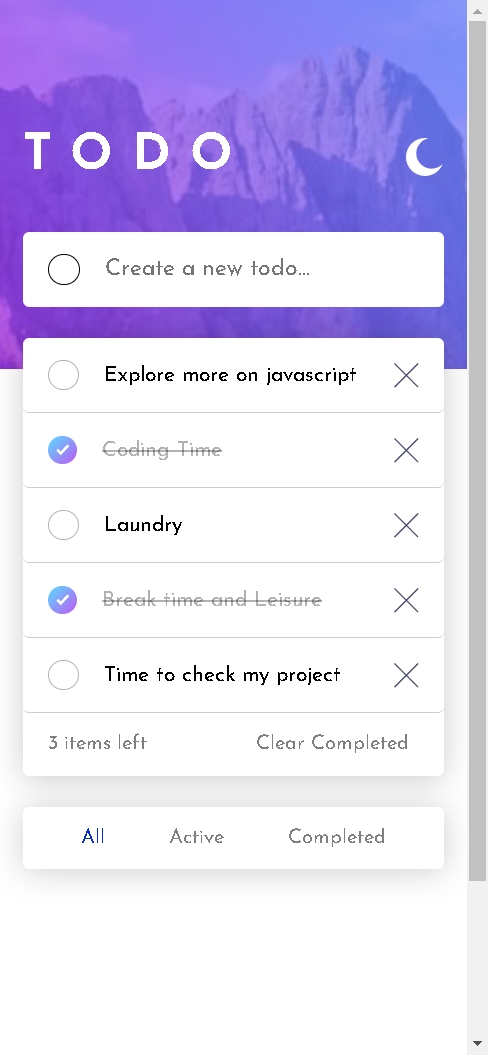 TODO
Create a new todo...
Explore more on javascript
Coding Time
Laundry
Break time and Leisure
Time to check my project
3 items left Clear Completed
All Active Completed